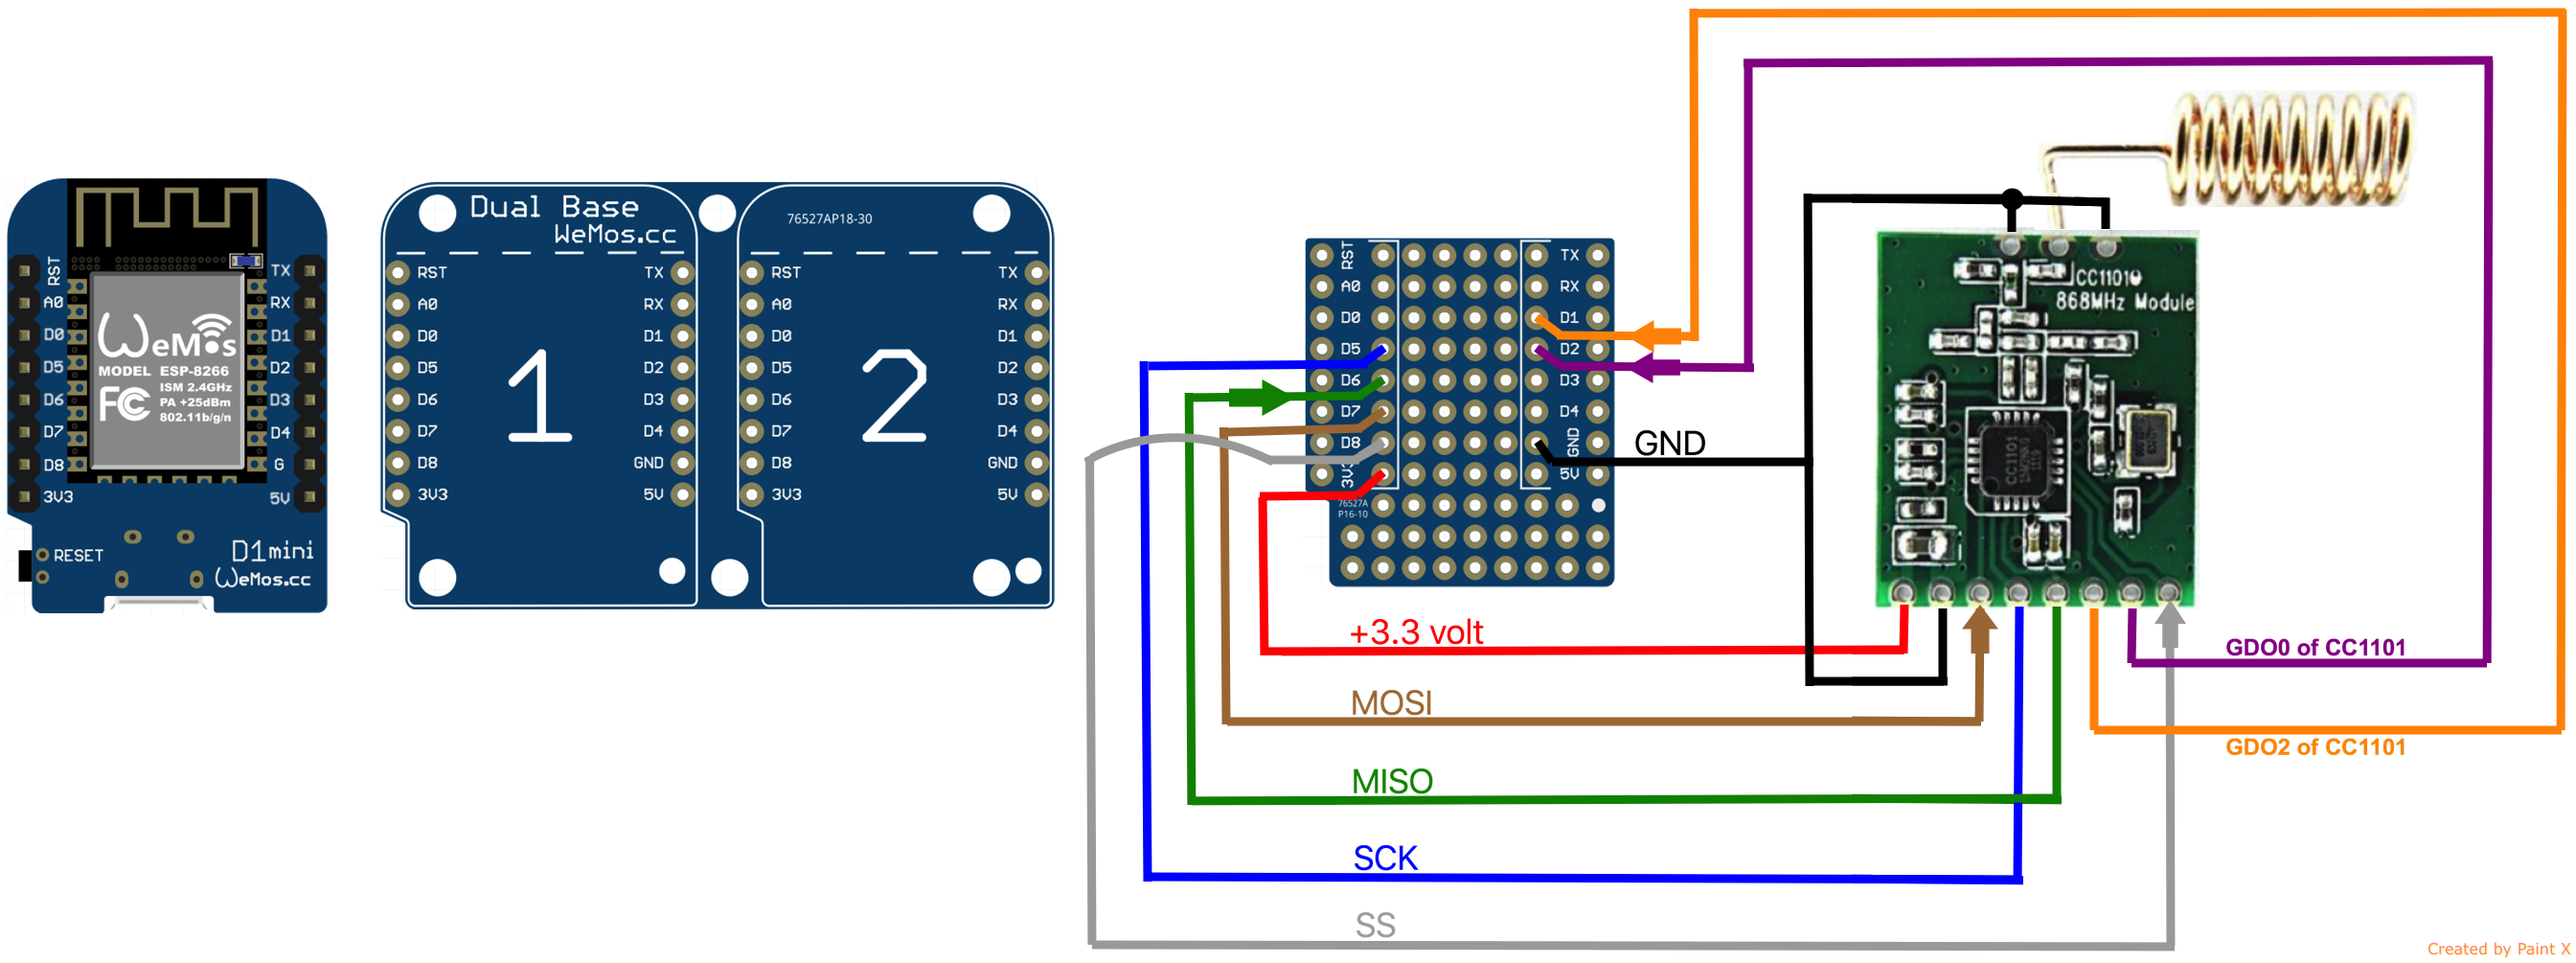 RST
A0
D0
D5
D6
D7
D8
3V3
TX
RX
D1
D2
D3
D4
G
5V
WeMos
MODEL ESP-8266
ISM 2.4GHz
PA +25dBm
802.11b/g/n
FC
RESET
D1mini
WeMos.cc
Dual Base
WeMos.cc
RST
A0
D0
D5
D6
D7
D8
3V3
1
TX
RX
D1
D2
D3
D4
GND
5V
76527AP18-30
RST
A0
D0
D5
D6
D7
D8
3V3
2
TX
RX
D1
D2
D3
D4
GND
5V
RST
A0
D0
D5
D6
D7
D8
3V3
76527A
P16-10
TX
RX
D1
D2
D3
D4
GND
5V
GND
CC1101
868MHz Module
CC1101
+3.3 volt
MOSI
MISO
SCK
SS
GDO0 of CC1101
GDO2 of CC1101
Created by Paint X